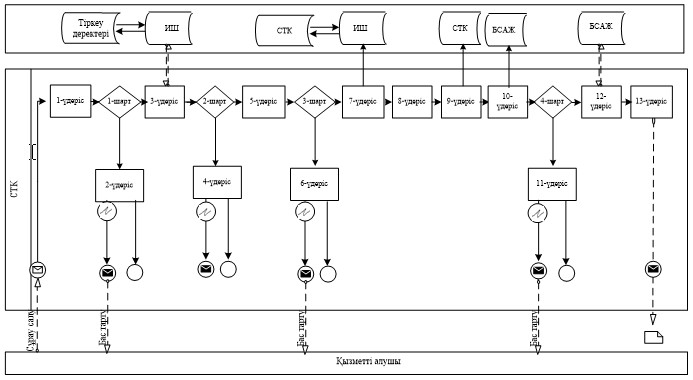 Тіркеу
деректері
ИШ
СТК
ИШ
СТК
БСАЖ
БСАЖ
СТК
1-үдеріс
1-шарт
3-үдеріс
2-шарт
5-үдеріс
3-шарт
7-үдеріс
8-үдеріс
9-үдеріс
10-
үдеріс
4-шарт
12-
үдеріс
13-үдеріс
2-үдеріс
4-үдеріс
6-үдеріс
11-үдеріс
Сұрау салу
Бас тарту
Бас тарту
Бас тарту
Қызметті алушы